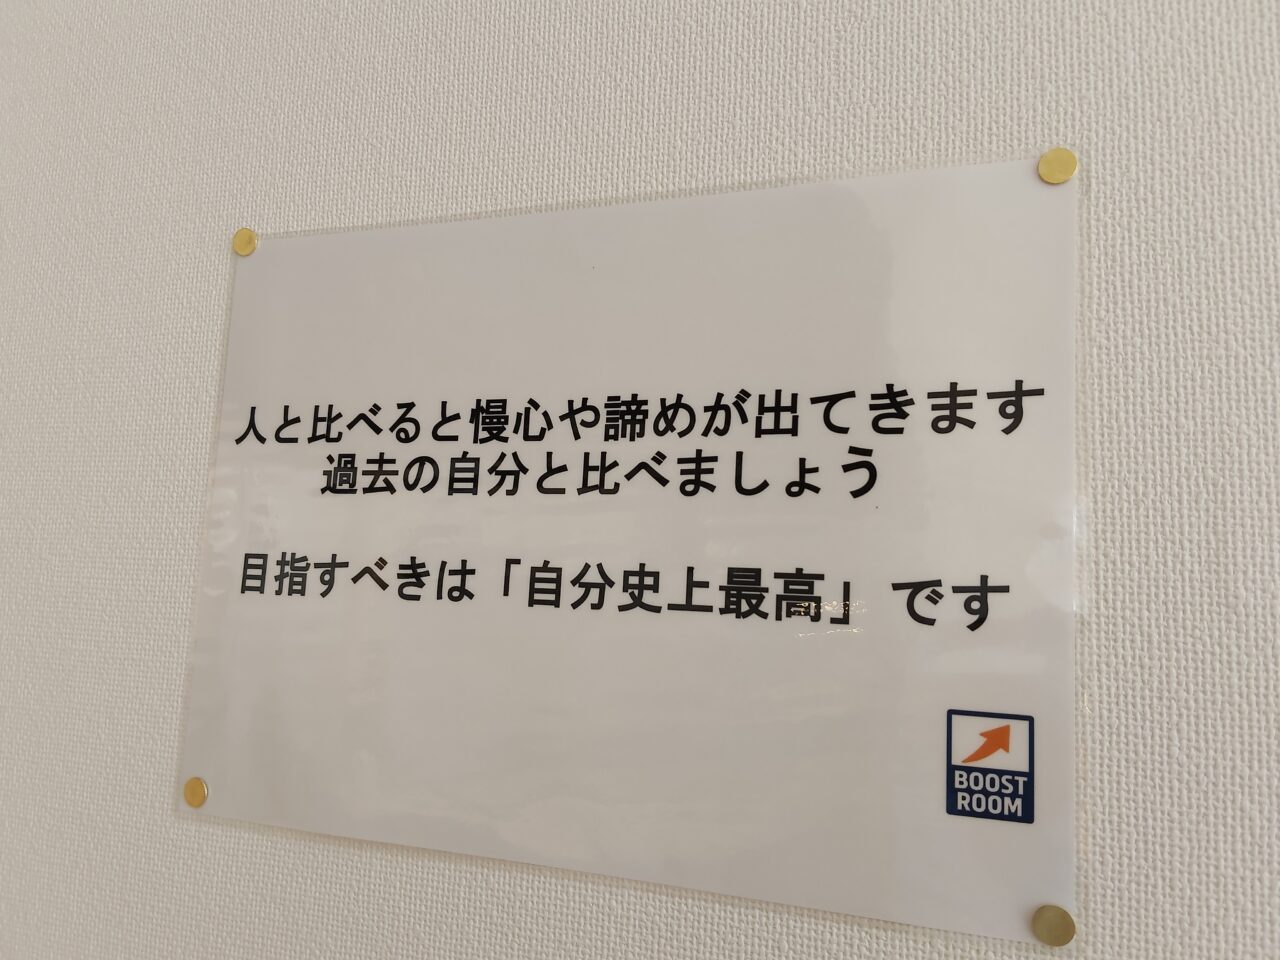 人と比べると慢心や諦めが出てきます
過去の自分と比べましょう
目指すべきは「自分史上最高」です
BOOST
ROOM